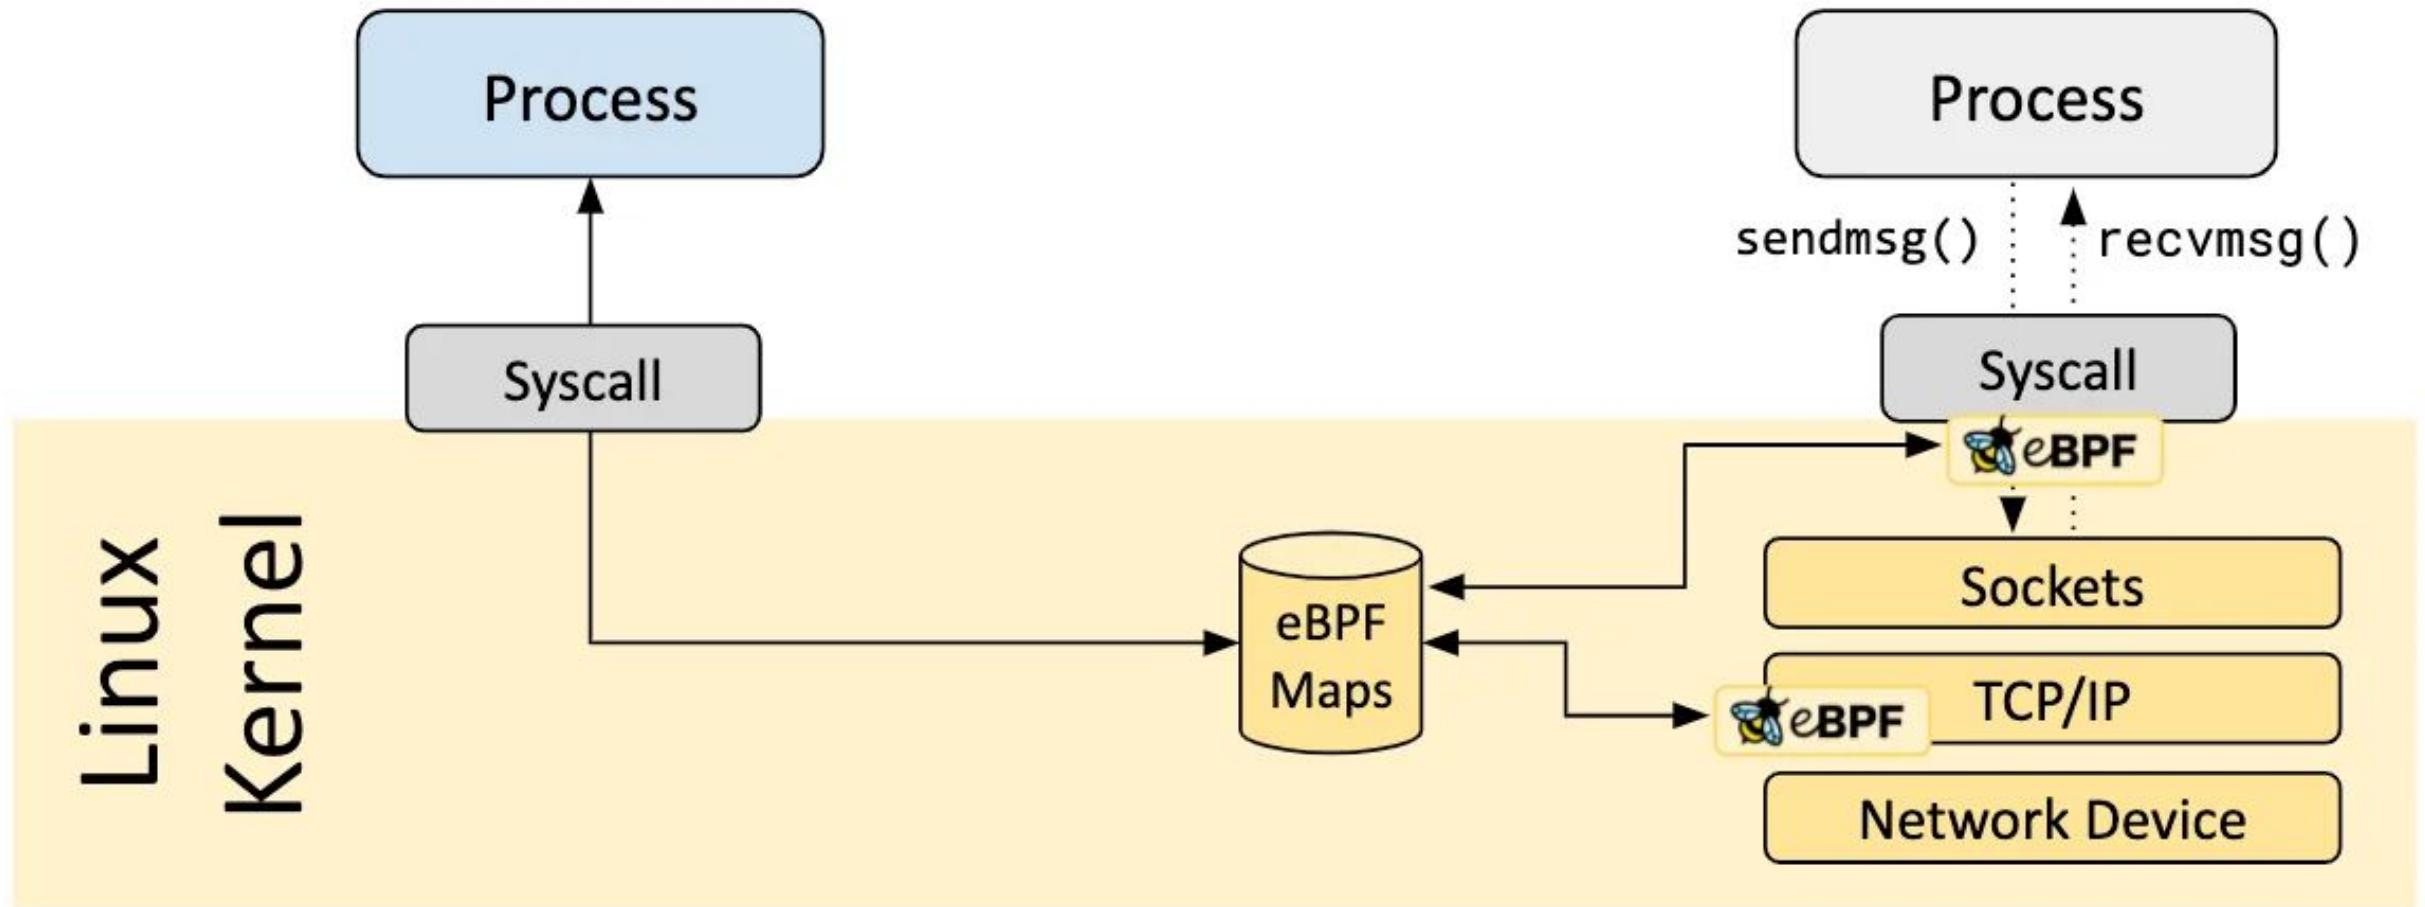 Process
Process
sendmsg()
recvmsg()
Syscall
Syscall
eBPF
Linux
Kernel
eBPF
Maps
Sockets
eBPF
TCP/IP
Network Device